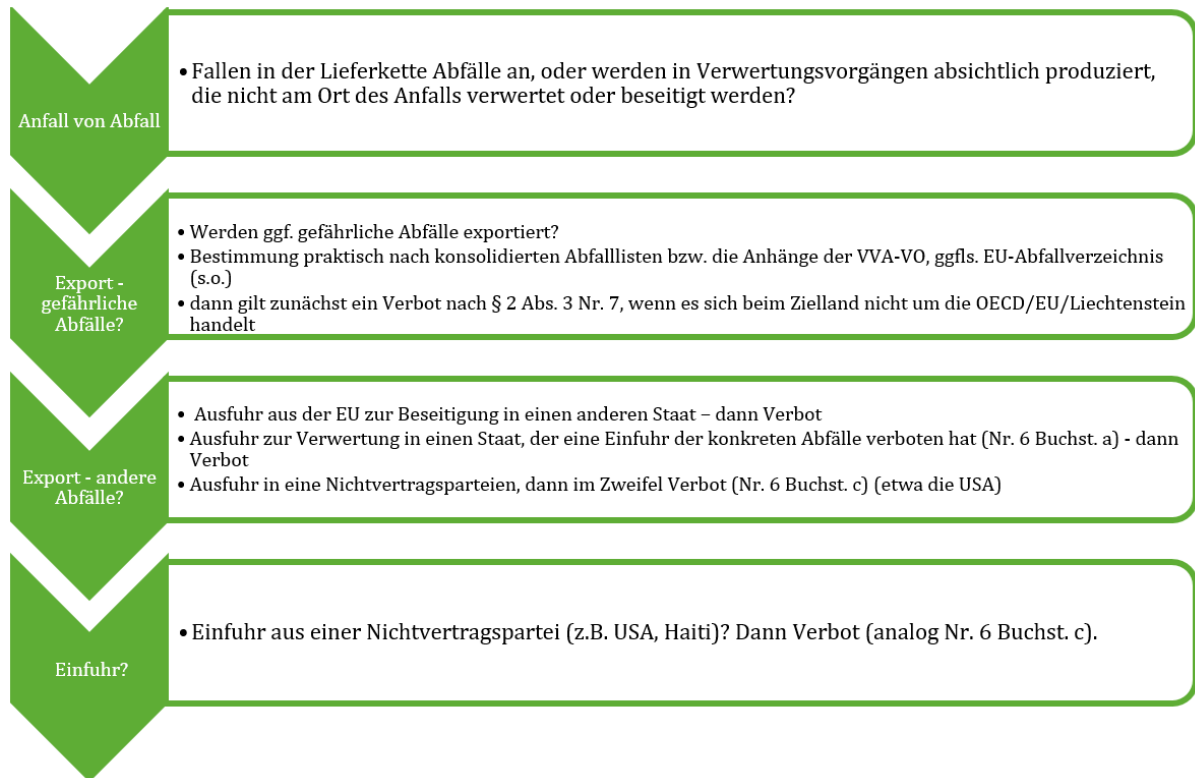 Anfall von Abfall
• Fallen in der Lieferkette Abfälle an, oder werden in Verwertungsvorgängen absichtlich produziert,
die nicht am Ort des Anfalls verwertet oder beseitigt werden?
Export -
gefährliche
Abfälle?
• Werden ggf. gefährliche Abfälle exportiert?
• Bestimmung praktisch nach konsolidierten Abfalllisten bzw. die Anhänge der VVA-VO, ggfls. EU-Abfallverzeichnis
(s.o.)
• dann gilt zunächst ein Verbot nach § 2 Abs. 3 Nr. 7, wenn es sich beim Zielland nicht um die OECD/EU/Liechtenstein
handelt
Export - andere
Abfälle?
• Ausfuhr aus der EU zur Beseitigung in einen anderen Staat – dann Verbot
• Ausfuhr zur Verwertung in einen Staat, der eine Einfuhr der konkreten Abfälle verboten hat (Nr. 6 Buchst. a) - dann
Verbot
• Ausfuhr in eine Nichtvertragsparteien, dann im Zweifel Verbot (Nr. 6 Buchst. c) (etwa die USA)
Einfuhr?
• Einfuhr aus einer Nichtvertragspartei (z.B. USA, Haiti)? Dann Verbot (analog Nr. 6 Buchst. c).